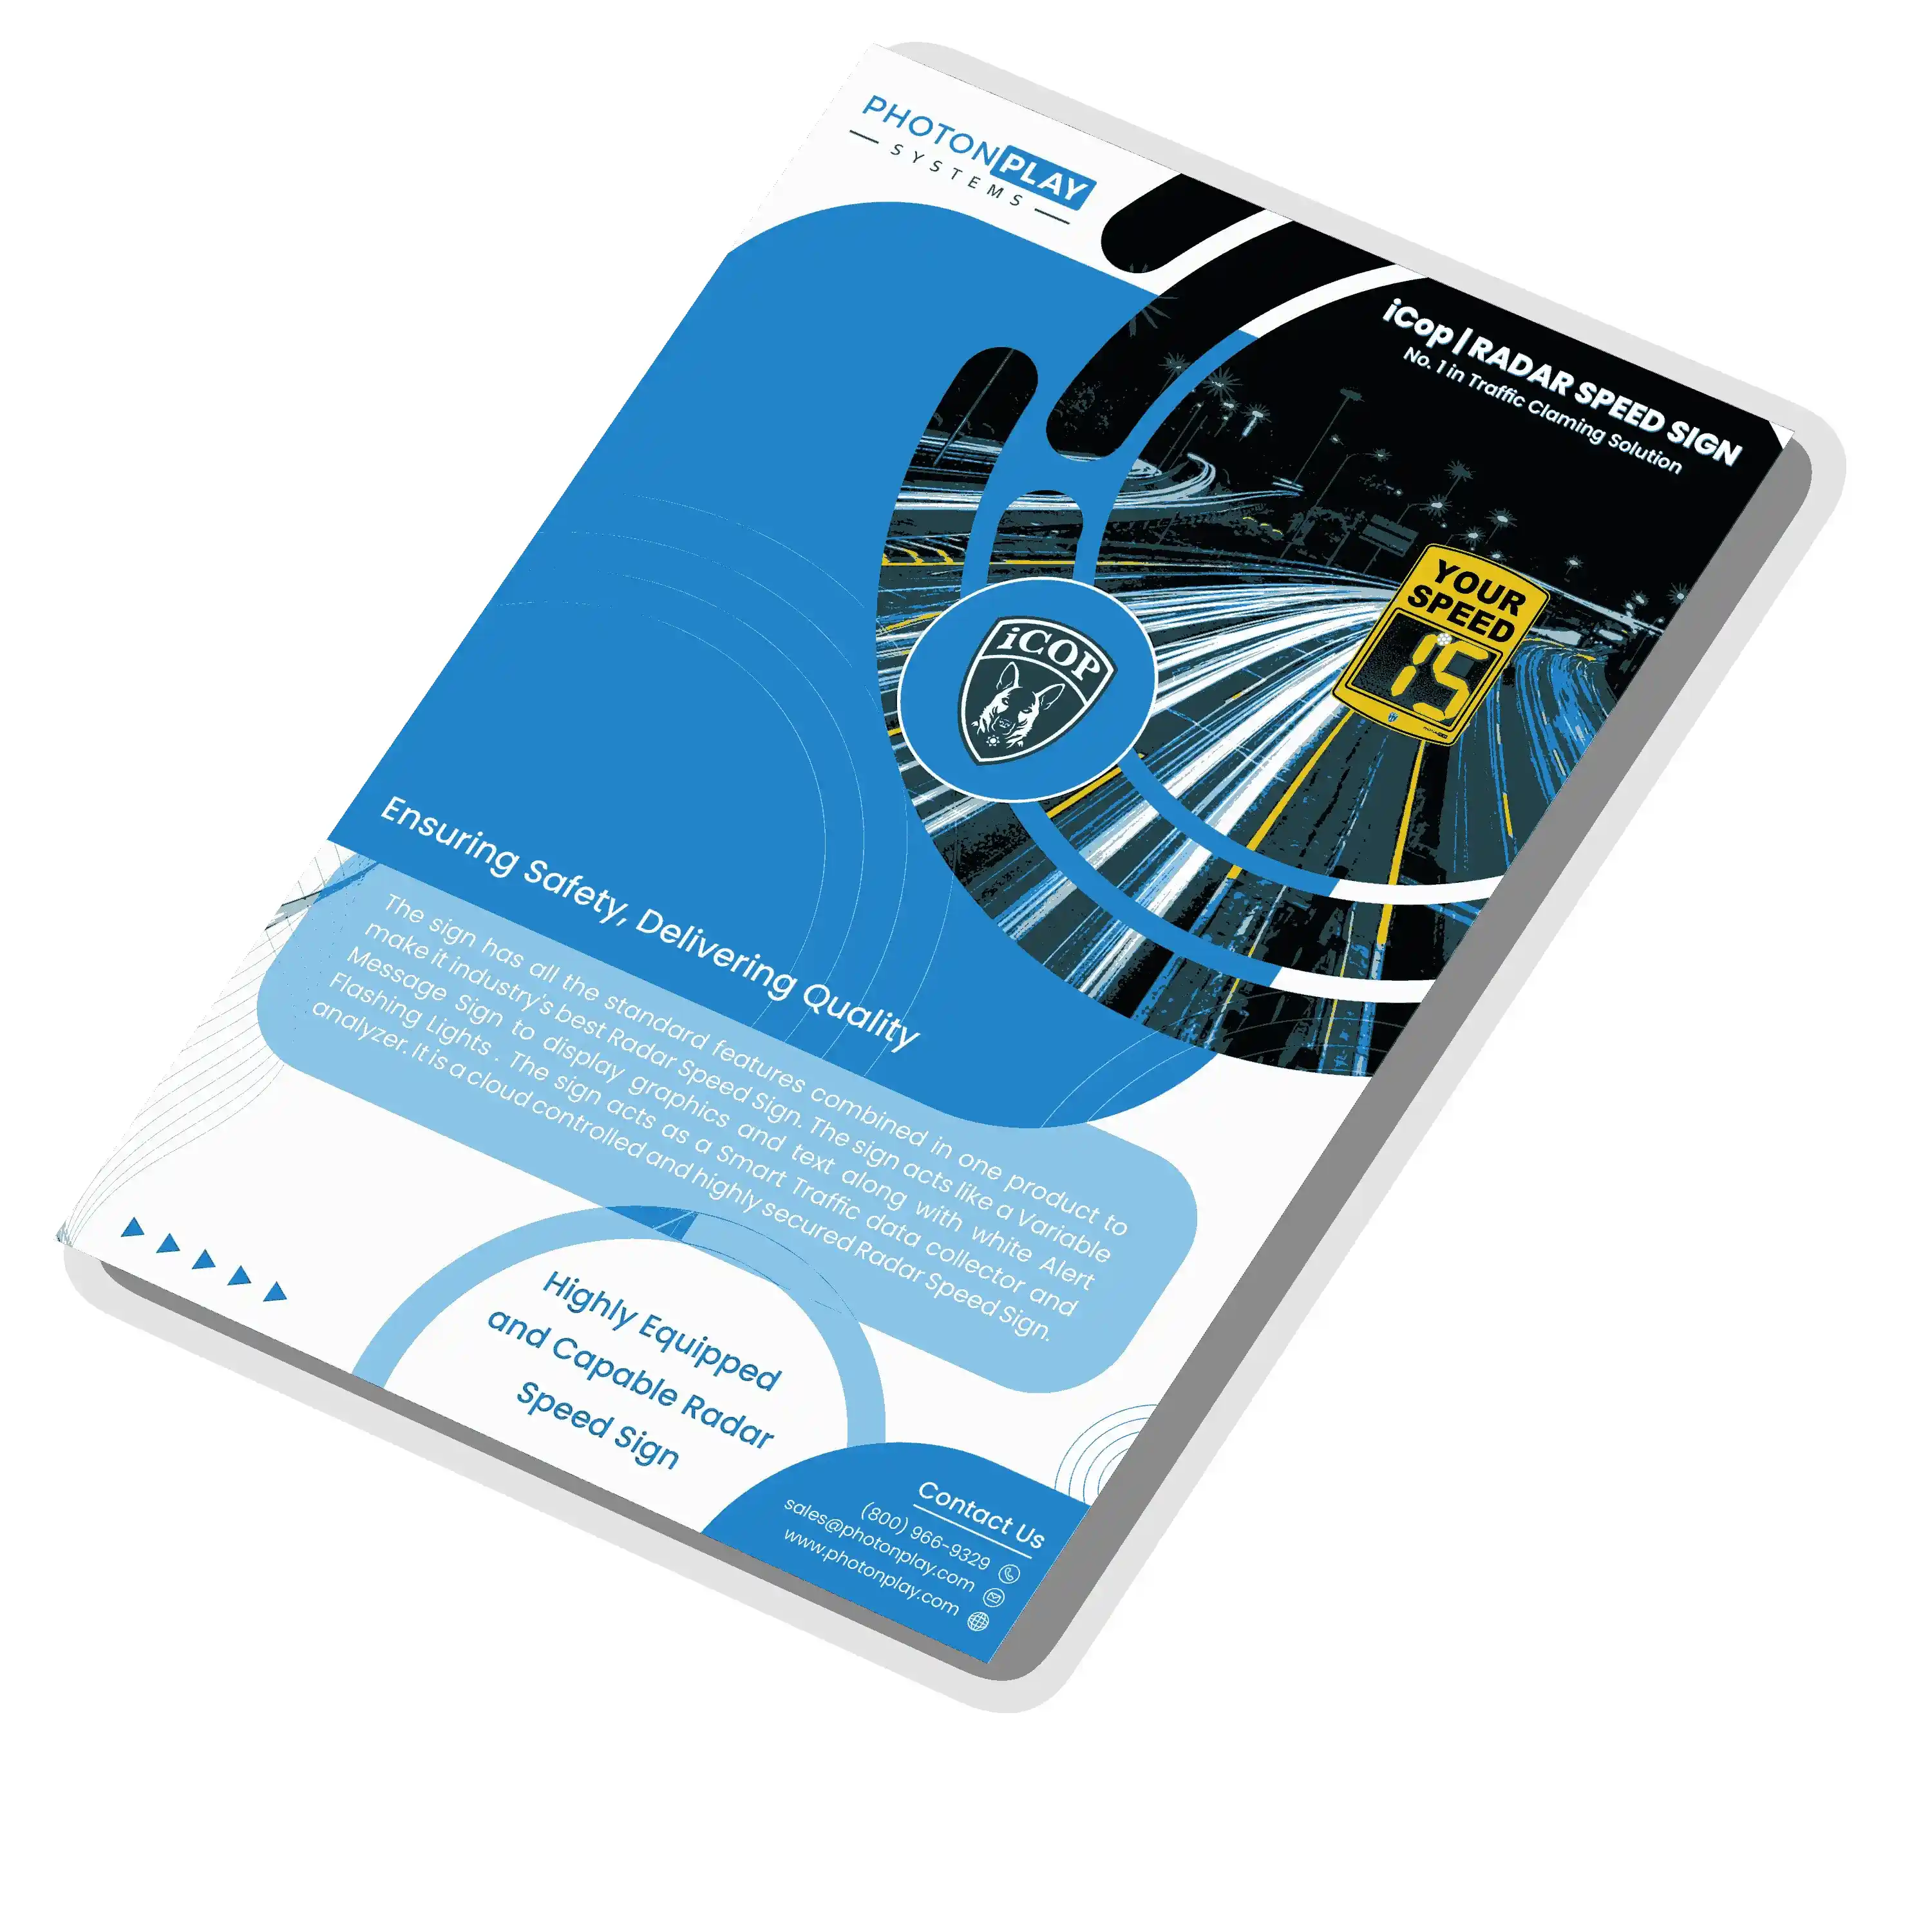 PHOTONPLAY
SYSTEMS
iCop | RADAR SPEED SIGN
No. 1 in Traffic Claming Solution
YOUR
SPEED
15
iCOP
Ensuring Safety, Delivering Quality
The sign has all the standard features combined in one product to
make it industry's best Radar Speed Sign. The sign acts like a Variable
Message Sign to display graphics and text along with white Alert
Flashing Lights . The sign acts as a Smart Traffic data collector and
analyzer. It is a cloud controlled and highly secured Radar Speed Sign.
Highly Equipped
and Capable Radar
Speed Sign
Contact Us
(800) 966-9329
sales@photonplay.com
www.photonplay.com